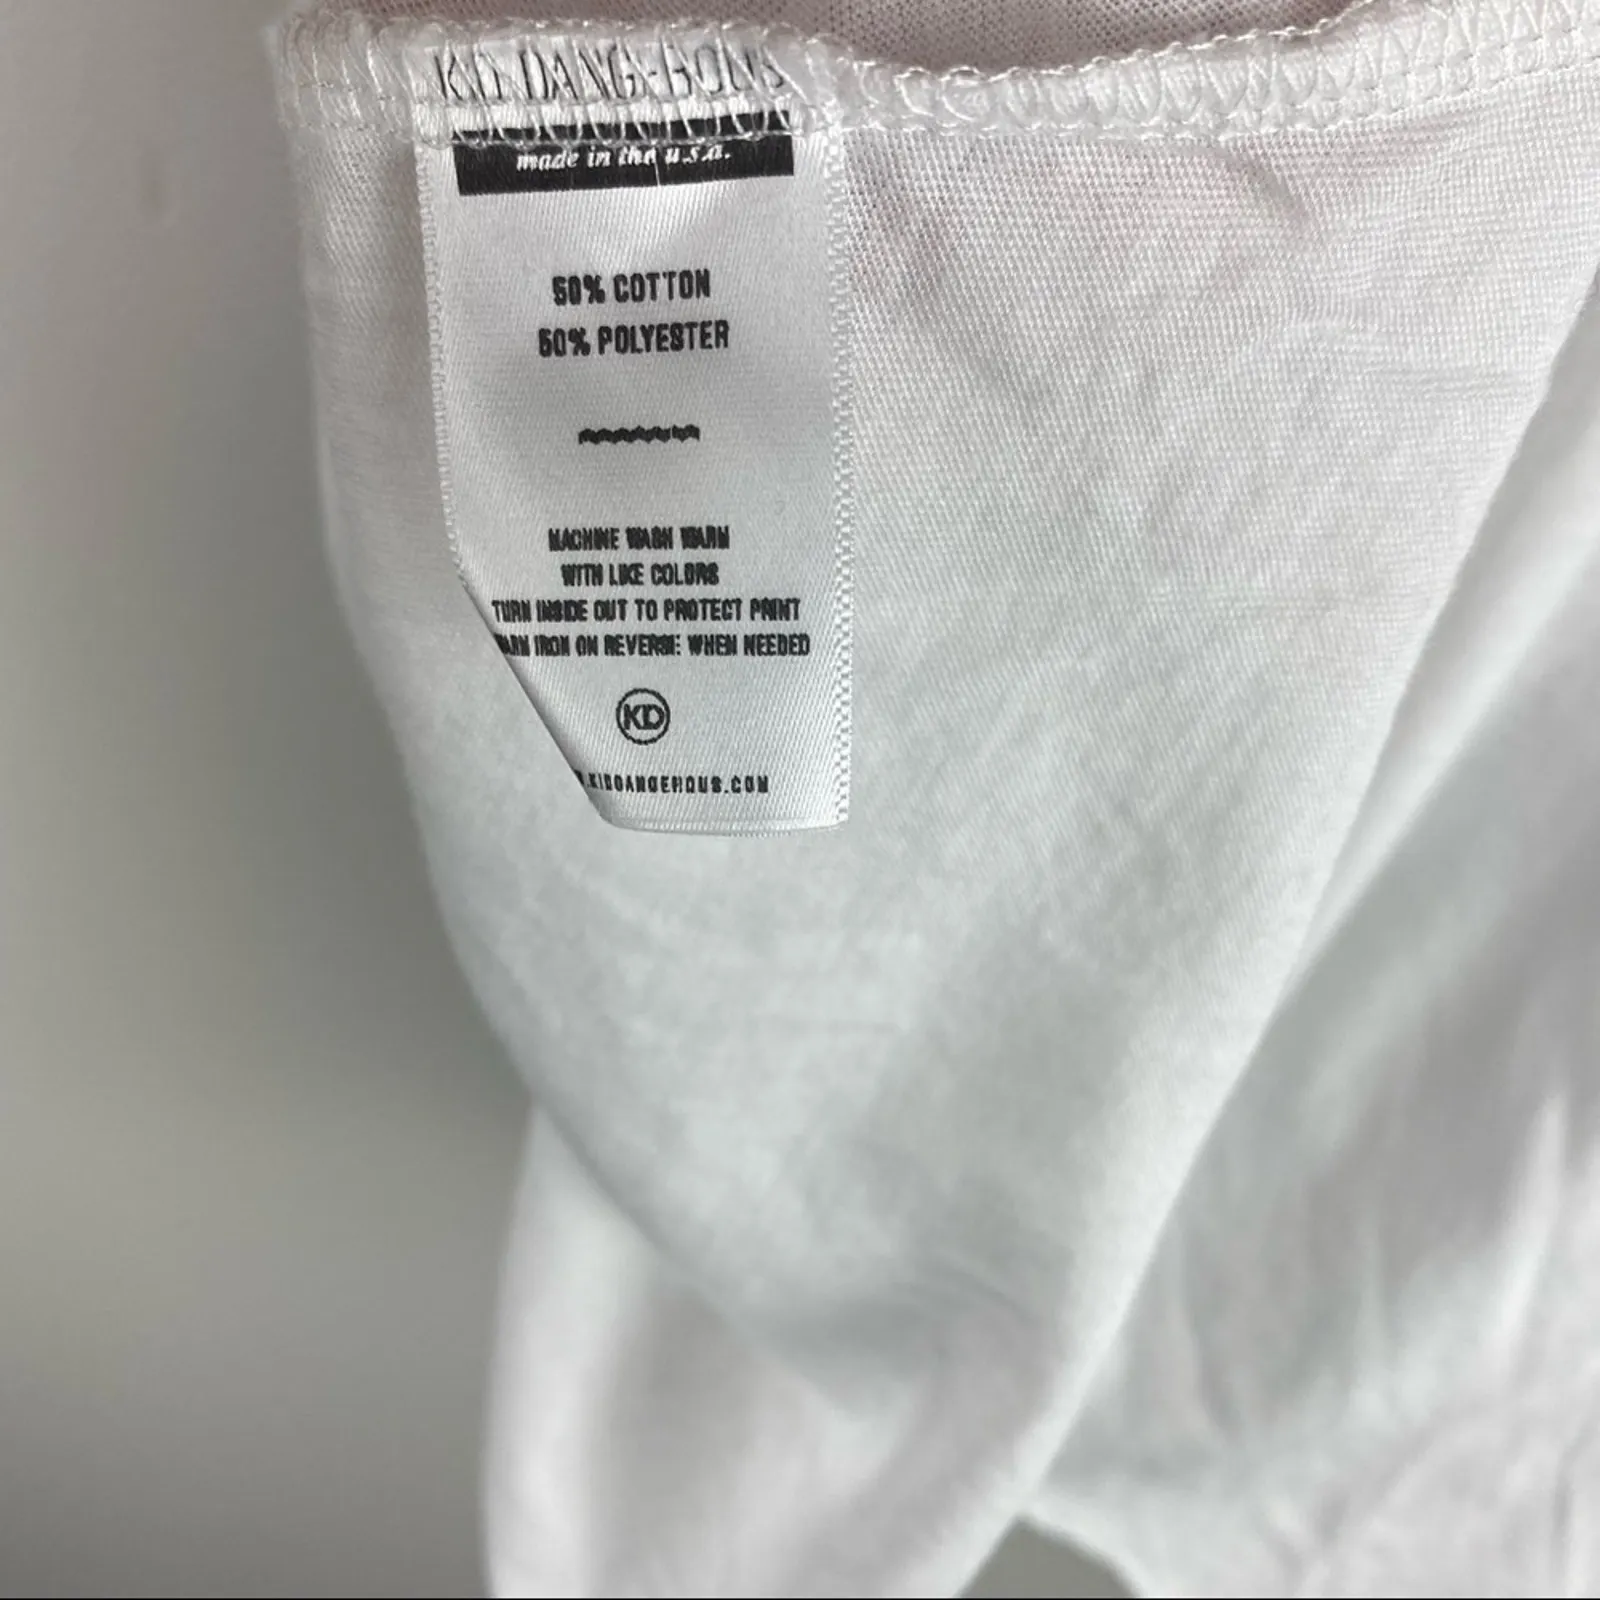 KID DANGEROUS
made in the u.s.a.
50% COTTON
50% POLYESTER
MACHINE WASH WARM
WITH LIKE COLORS
TURN INSIDE OUT TO PROTECT PRINT
IRON ON REVERSE WHEN NEEDED
KD
.KIDDANGEROUS.COM